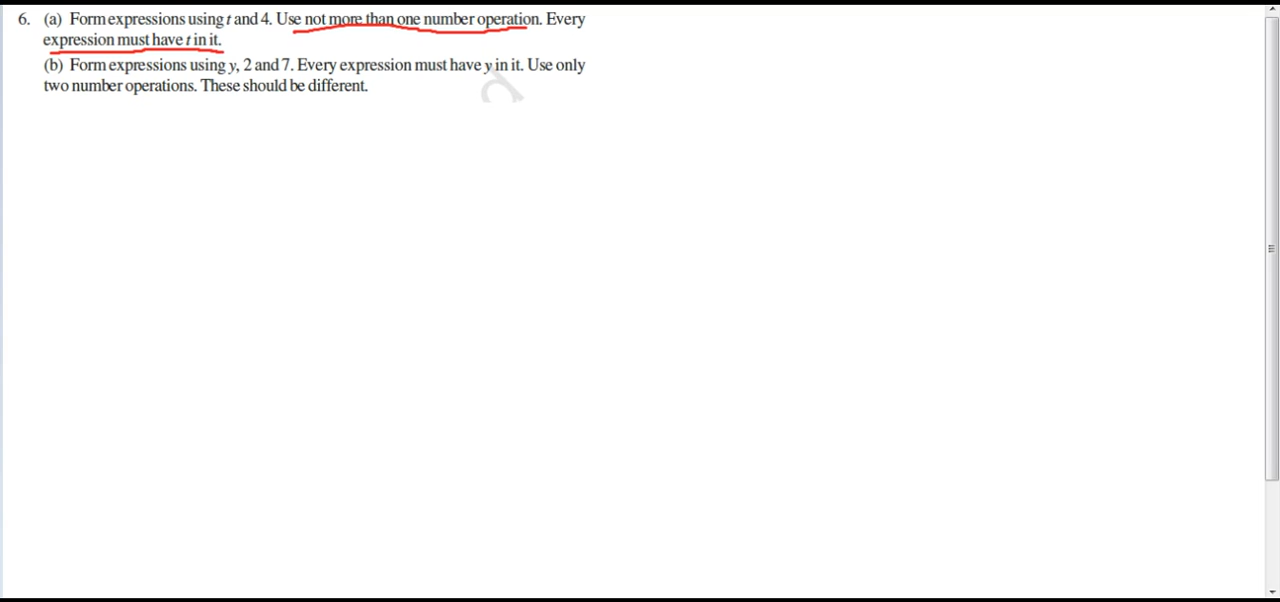 6. (a) Form expressions using t and 4. Use not more than one number operation. Every
expression must have t in it.
(b) Form expressions using y, 2 and 7. Every expression must have y in it. Use only
two number operations. These should be different.